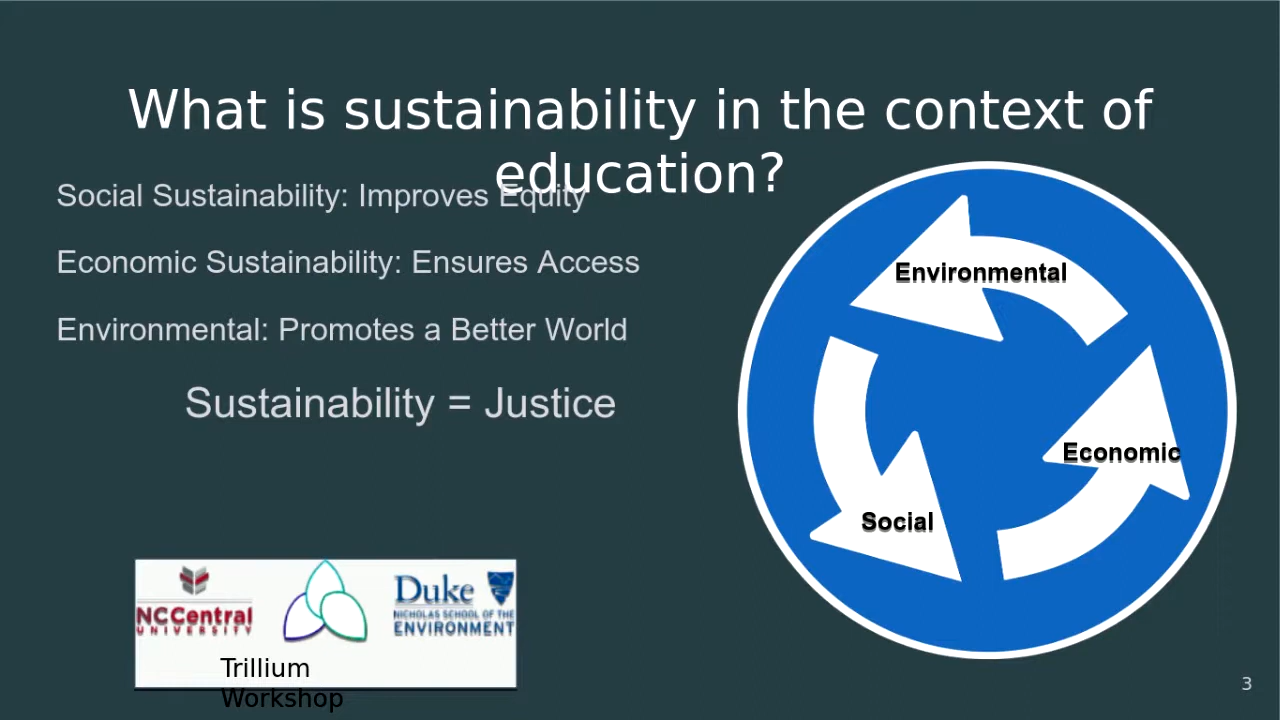 What is sustainability in the context of
education?
Social Sustainability: Improves Equity
Economic Sustainability: Ensures Access
Environmental: Promotes a Better World
Sustainability = Justice
Environmental
Economic
Social
NCCentral
UNIVERSITY
Duke
NICHOLAS SCHOOL OF THE
ENVIRONMENT
Trillium
Workshop
3